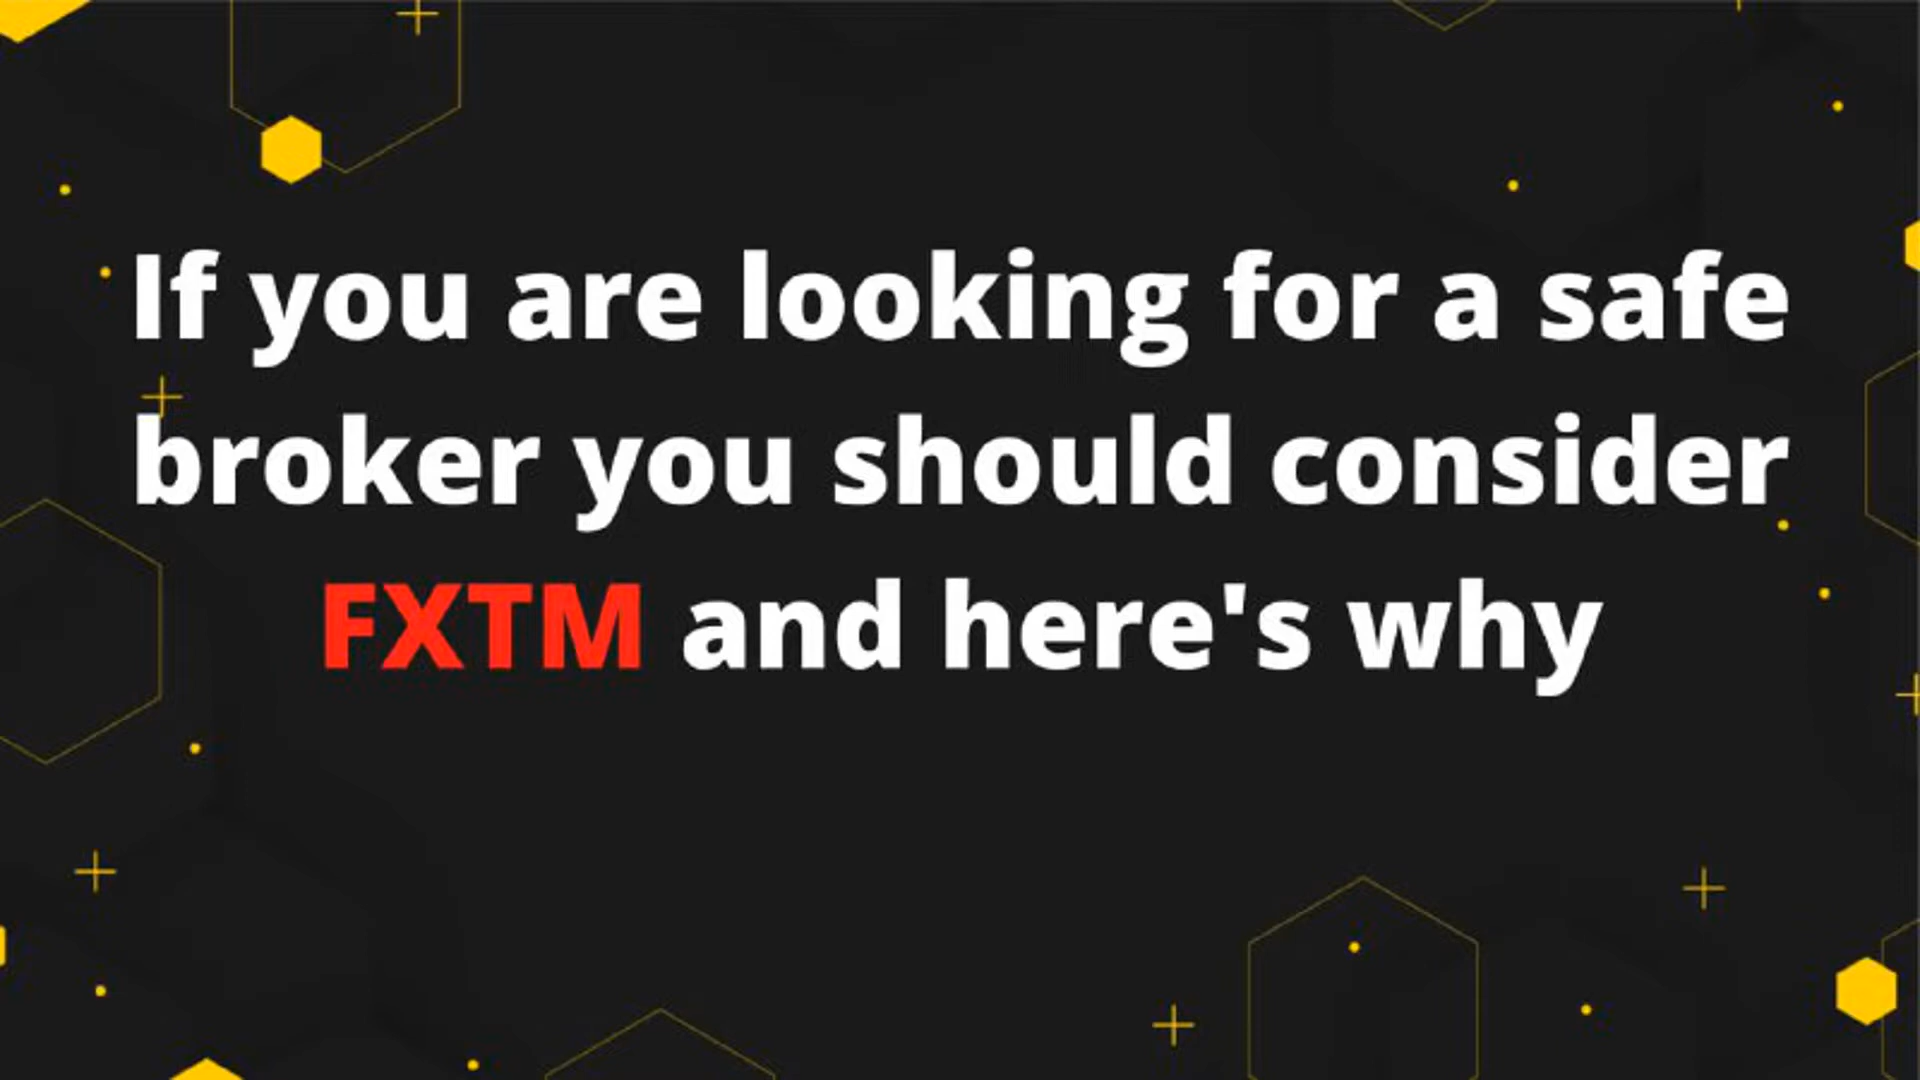 If you are looking for a safe
broker you should consider
FXTM and here's why